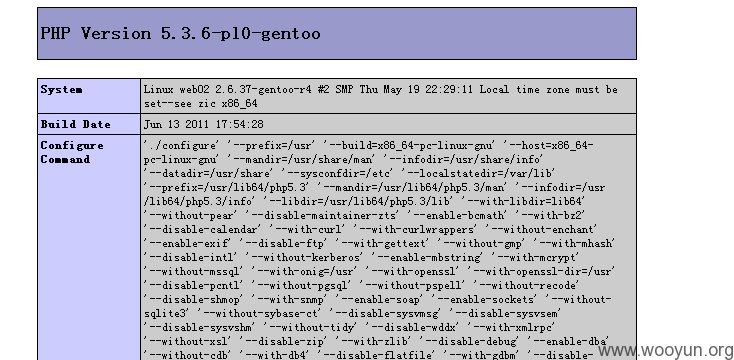 PHP Version 5.3.6-pl0-gentoo
System Linux web02 2.6.37-gentoo-r4 #2 SMP Thu May 19 22:29:11 Local time zone must be
set--see zic x86_64
Build Date Jun 13 2011 17:54:28
Configure './configure' '--prefix=/usr' '--build=x86_64-pc-linux-gnu' '--host=x86_64-
Command pc-linux-gnu' '--mandir=/usr/share/man' '--infodir=/usr/share/info'
'--datadir=/usr/share' '--sysconfdir=/etc' '--localstatedir=/var/lib'
'--prefix=/usr/lib64/php5.3' '--mandir=/usr/lib64/php5.3/man' '--infodir=/usr
/lib64/php5.3/info' '--libdir=/usr/lib64/php5.3/lib' '--with-libdir=lib64'
'--without-pear' '--disable-maintainer-zts' '--enable-bcmath' '--with-bz2'
'--disable-calendar' '--with-curl' '--with-curlwrappers' '--without-enchant'
'--enable-exif' '--disable-ftp' '--with-gettext' '--without-gmp' '--with-mhash'
'--disable-intl' '--without-kerberos' '--enable-mbstring' '--with-mcrypt'
'--without-mssql' '--with-onig=/usr' '--with-openssl' '--with-openssl-dir=/usr'
'--disable-pcntl' '--without-pgsql' '--without-pspell' '--without-recode'
'--disable-shmop' '--with-snmp' '--enable-soap' '--enable-sockets' '--without-
sqlite3' '--without-sybase-ct' '--disable-sysvmsg' '--disable-sysvsem'
'--disable-sysvshm' '--without-tidy' '--disable-wddx' '--with-xmlrpc'
'--without-xsl' '--disable-zip' '--with-zlib' '--disable-debug' '--enable-dba'
'--without-cdb' '--with-db4' '--disable-flatfile' '--with-gdbm' '--disable-
www.wooyun.org